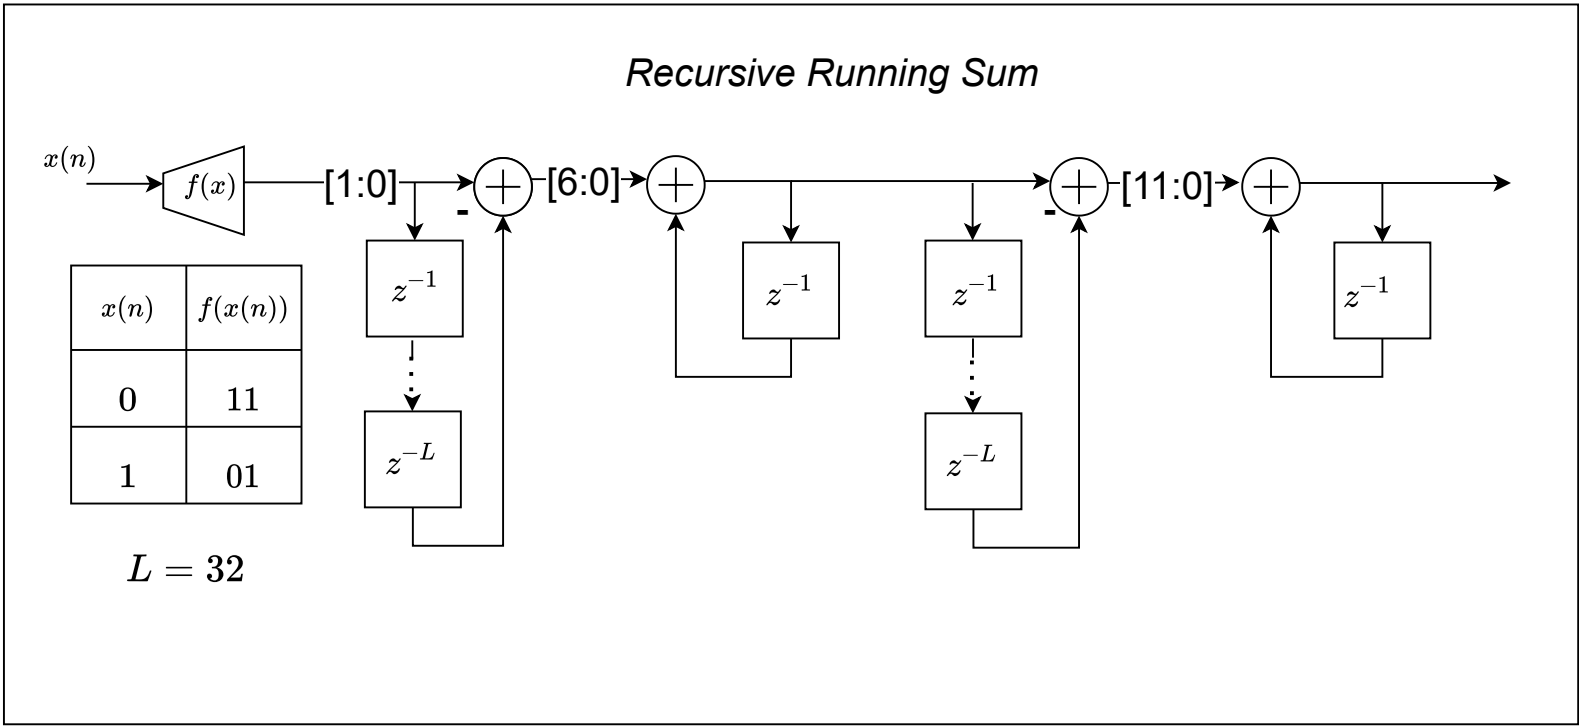 Recursive Running Sum
x(n)
f(x)
[1:0]
-
+
[6:0]
+
-
+
[11:0]
+
z⁻¹
z⁻¹
z⁻¹
z⁻¹
x(n) f(x(n))
0 11
1 01
z⁻ᴸ
z⁻ᴸ
L = 32